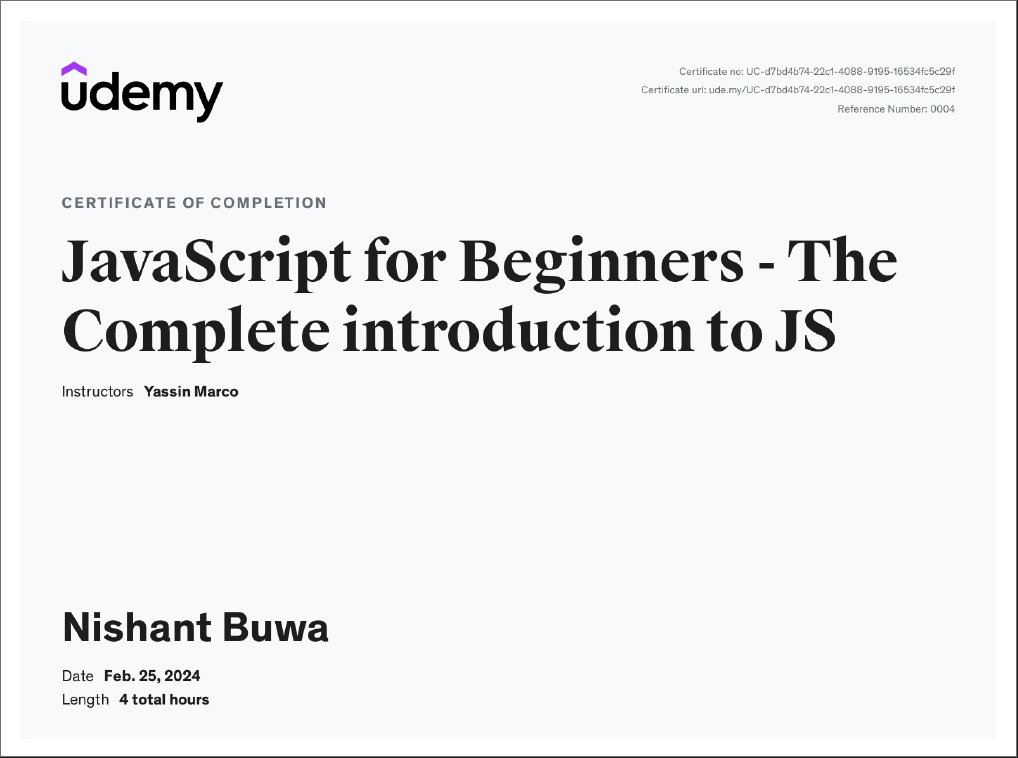 udemy
Certificate no: UC-d7bd4b74-22c1-4088-9195-16534fc5c29f
Certificate url: ude.my/UC-d7bd4b74-22c1-4088-9195-16534fc5c29f
Reference Number: 0004
CERTIFICATE OF COMPLETION
JavaScript for Beginners - The
Complete introduction to JS
Instructors Yassin Marco
Nishant Buwa
Date Feb. 25, 2024
Length 4 total hours